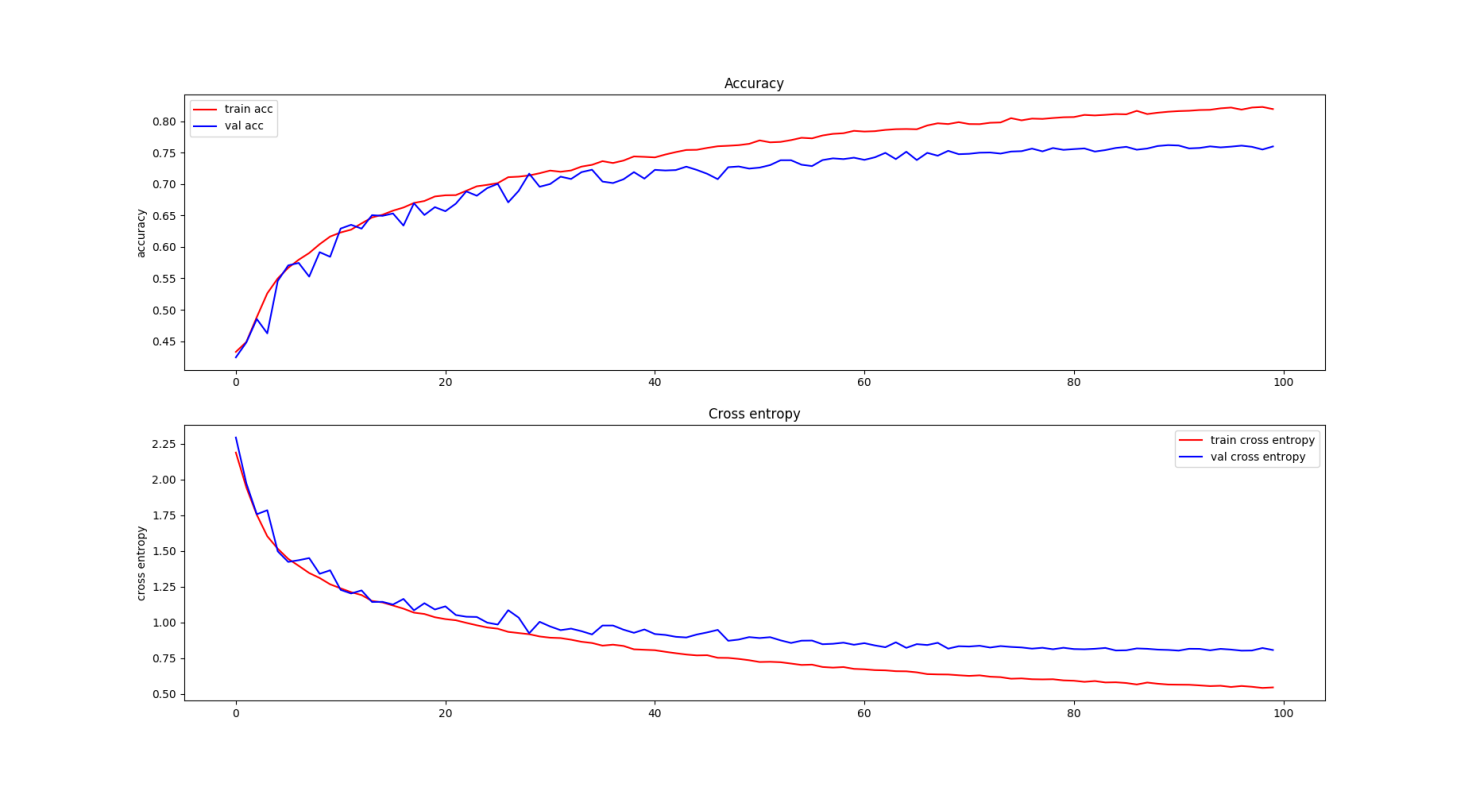 Accuracy
train acc
val acc
accuracy
0.80
0.75
0.70
0.65
0.60
0.55
0.50
0.45
0 20 40 60 80 100
Cross entropy
train cross entropy
val cross entropy
cross entropy
2.25
2.00
1.75
1.50
1.25
1.00
0.75
0.50
0 20 40 60 80 100